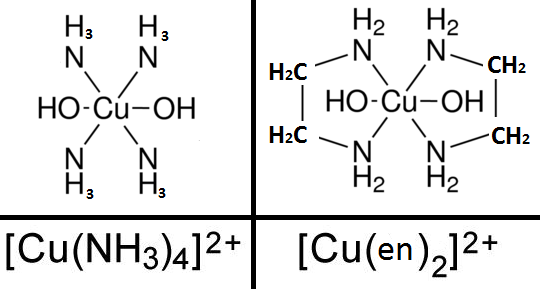 H3 H3
N N
HO-Cu-OH
N N
H3 H3
[Cu(NH3)4]2+
H2 H2
N N
H2C CH2
HO-Cu-OH
H2C CH2
N N
H2 H2
[Cu(en)2]2+